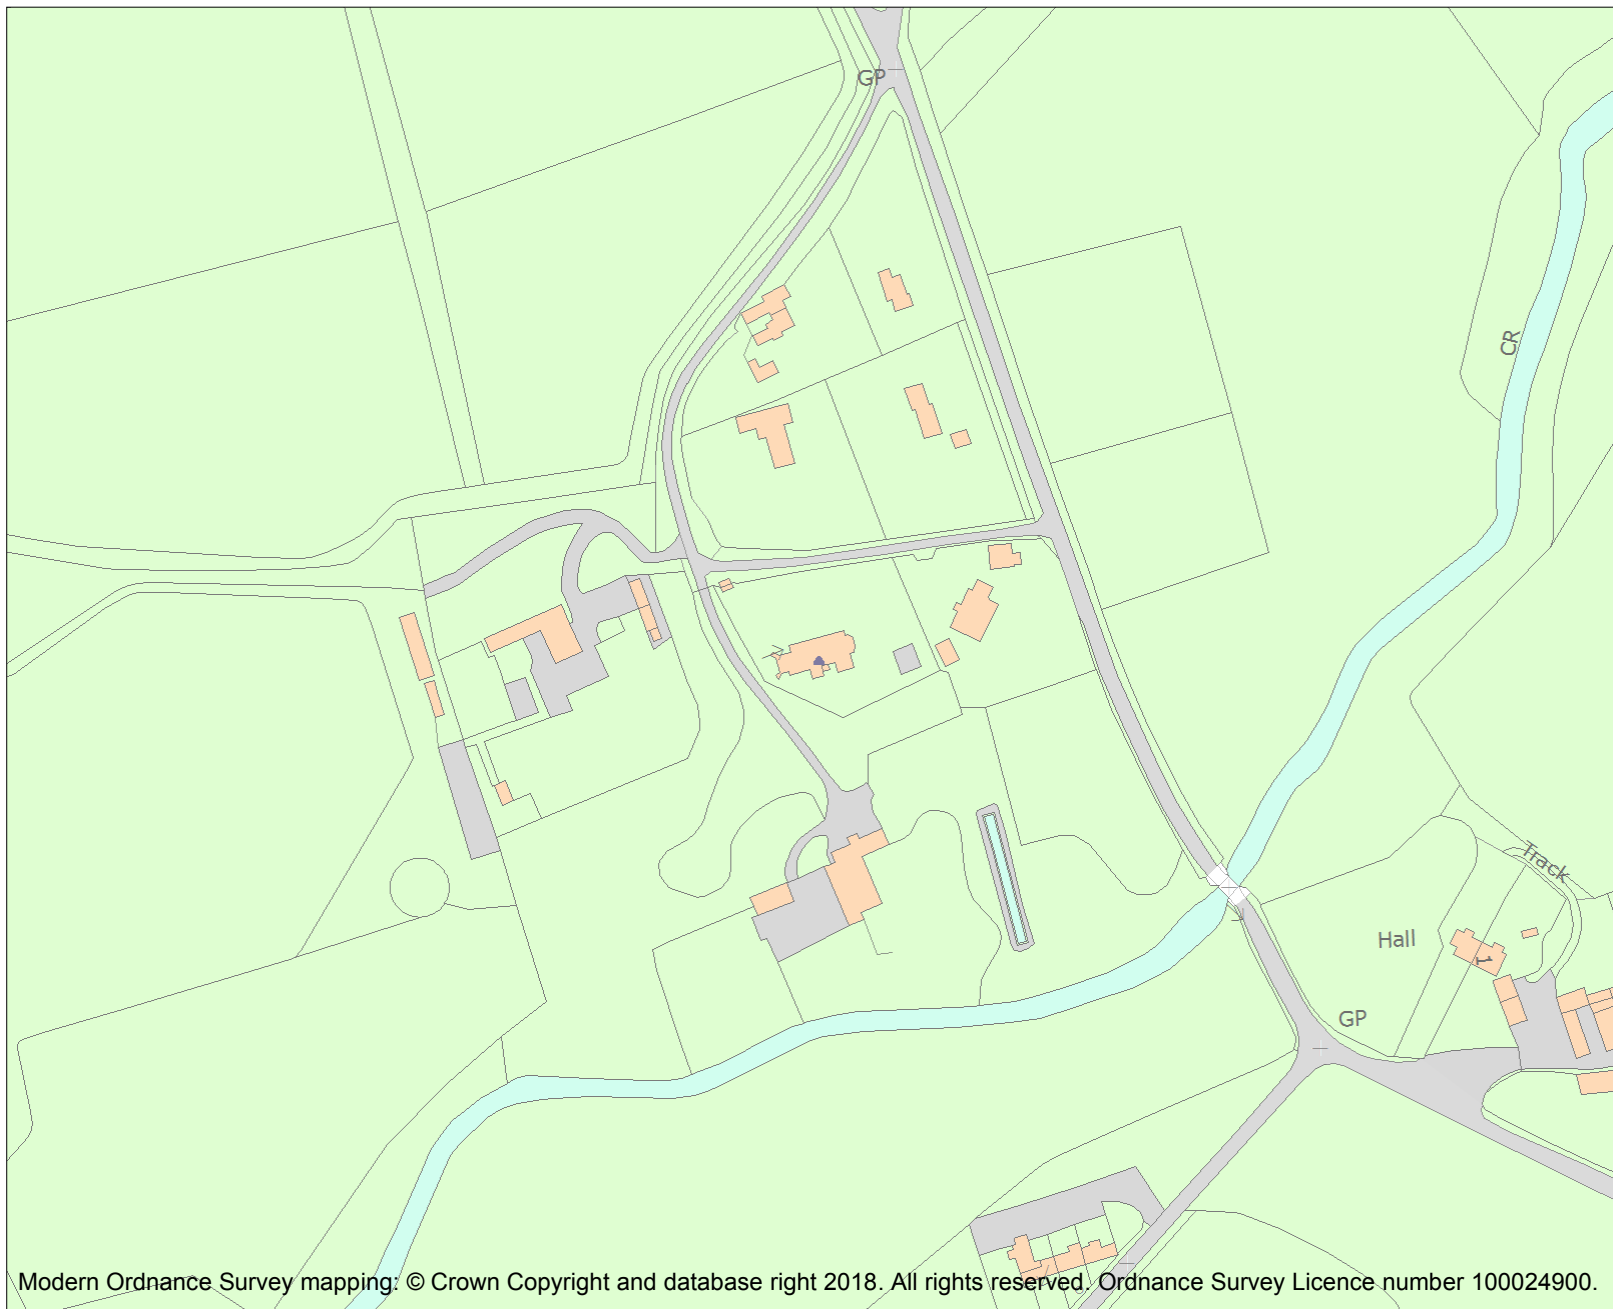 GP
CR
Track
Hall
1
GP
Modern Ordnance Survey mapping: © Crown Copyright and database right 2018. All rights reserved. Ordnance Survey Licence number 100024900.